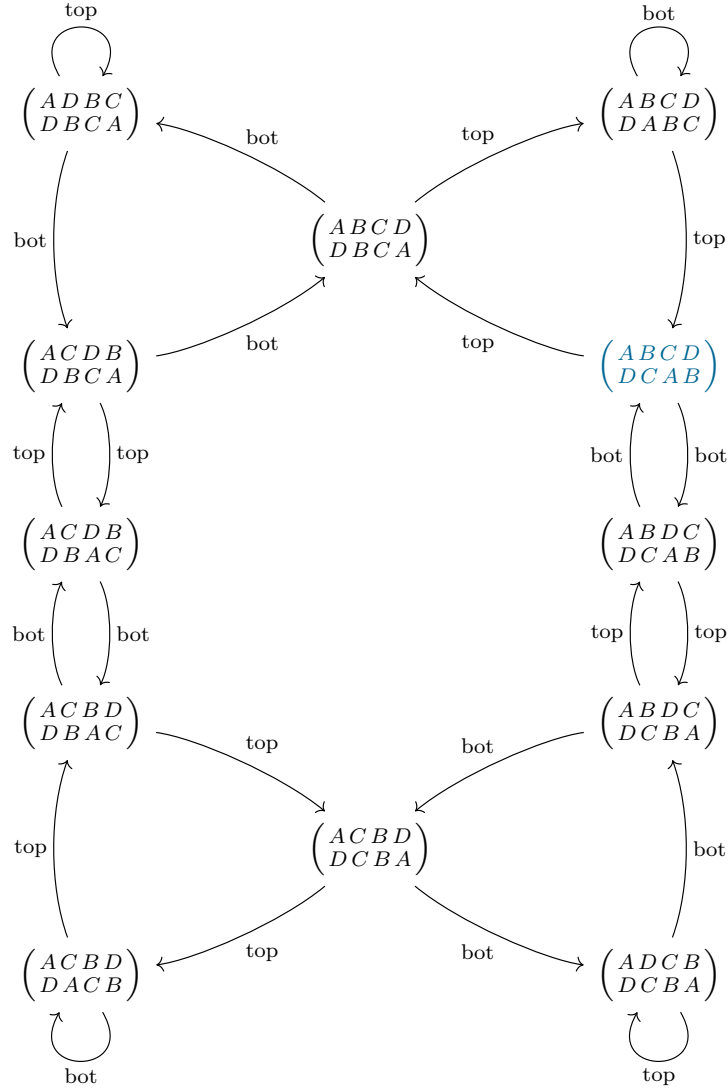 top
bot
A D B C
D B C A
A B C D
D A B C
bot
top
A B C D
D B C A
bot
top
bot
top
A C D B
D B C A
A B C D
D C A B
top
top
bot
bot
A C D B
D B A C
A B D C
D C A B
bot
bot
top
top
A C B D
D B A C
A B D C
D C B A
top
bot
A C B D
D C B A
top
bot
top
bot
A C B D
D A C B
A D C B
D C B A
bot
top